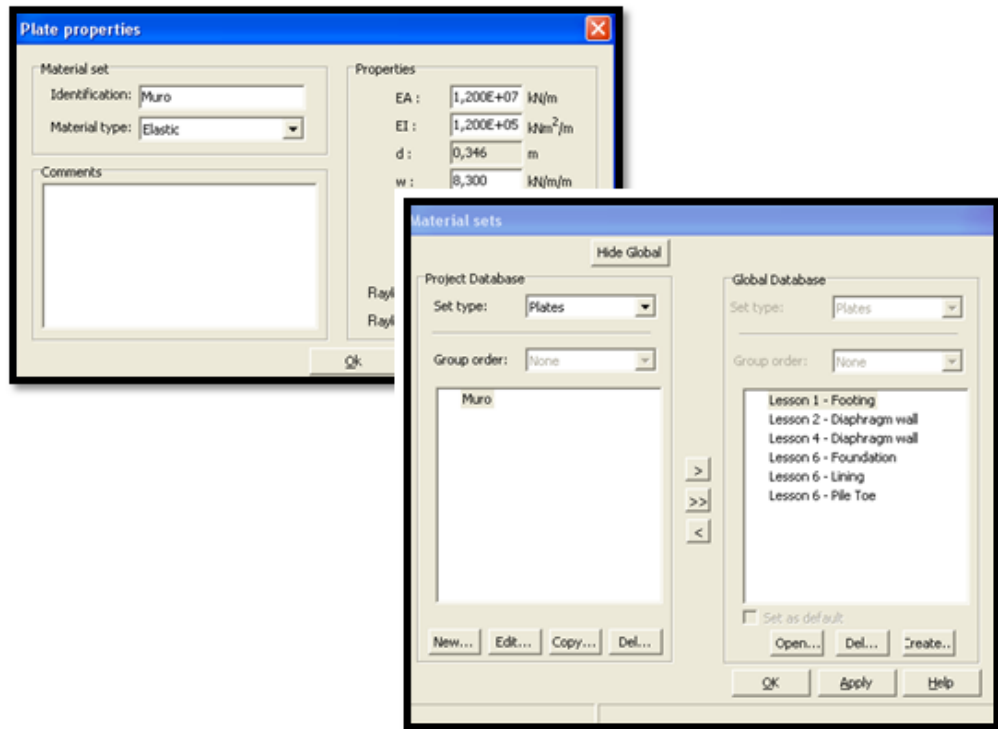 Plate properties
Material set
Identification: Muro
Material type: Elastic
Comments
Properties
EA : 1,200E+07 kN/m
EI : 1,200E+05 kNm²/m
d : 0,346 m
w : 8,300 kN/m/m
Ok
Material sets
Hide Global
Project Database
Set type: Plates
Group order: None
Muro
New... Edit... Copy... Del...
>
>>
<
Global Database
Set type: Plates
Group order: None
Lesson 1 - Footing
Lesson 2 - Diaphragm wall
Lesson 4 - Diaphragm wall
Lesson 6 - Foundation
Lesson 6 - Lining
Lesson 6 - Pile Toe
Set as default
Open... Del... Create..
OK Apply Help